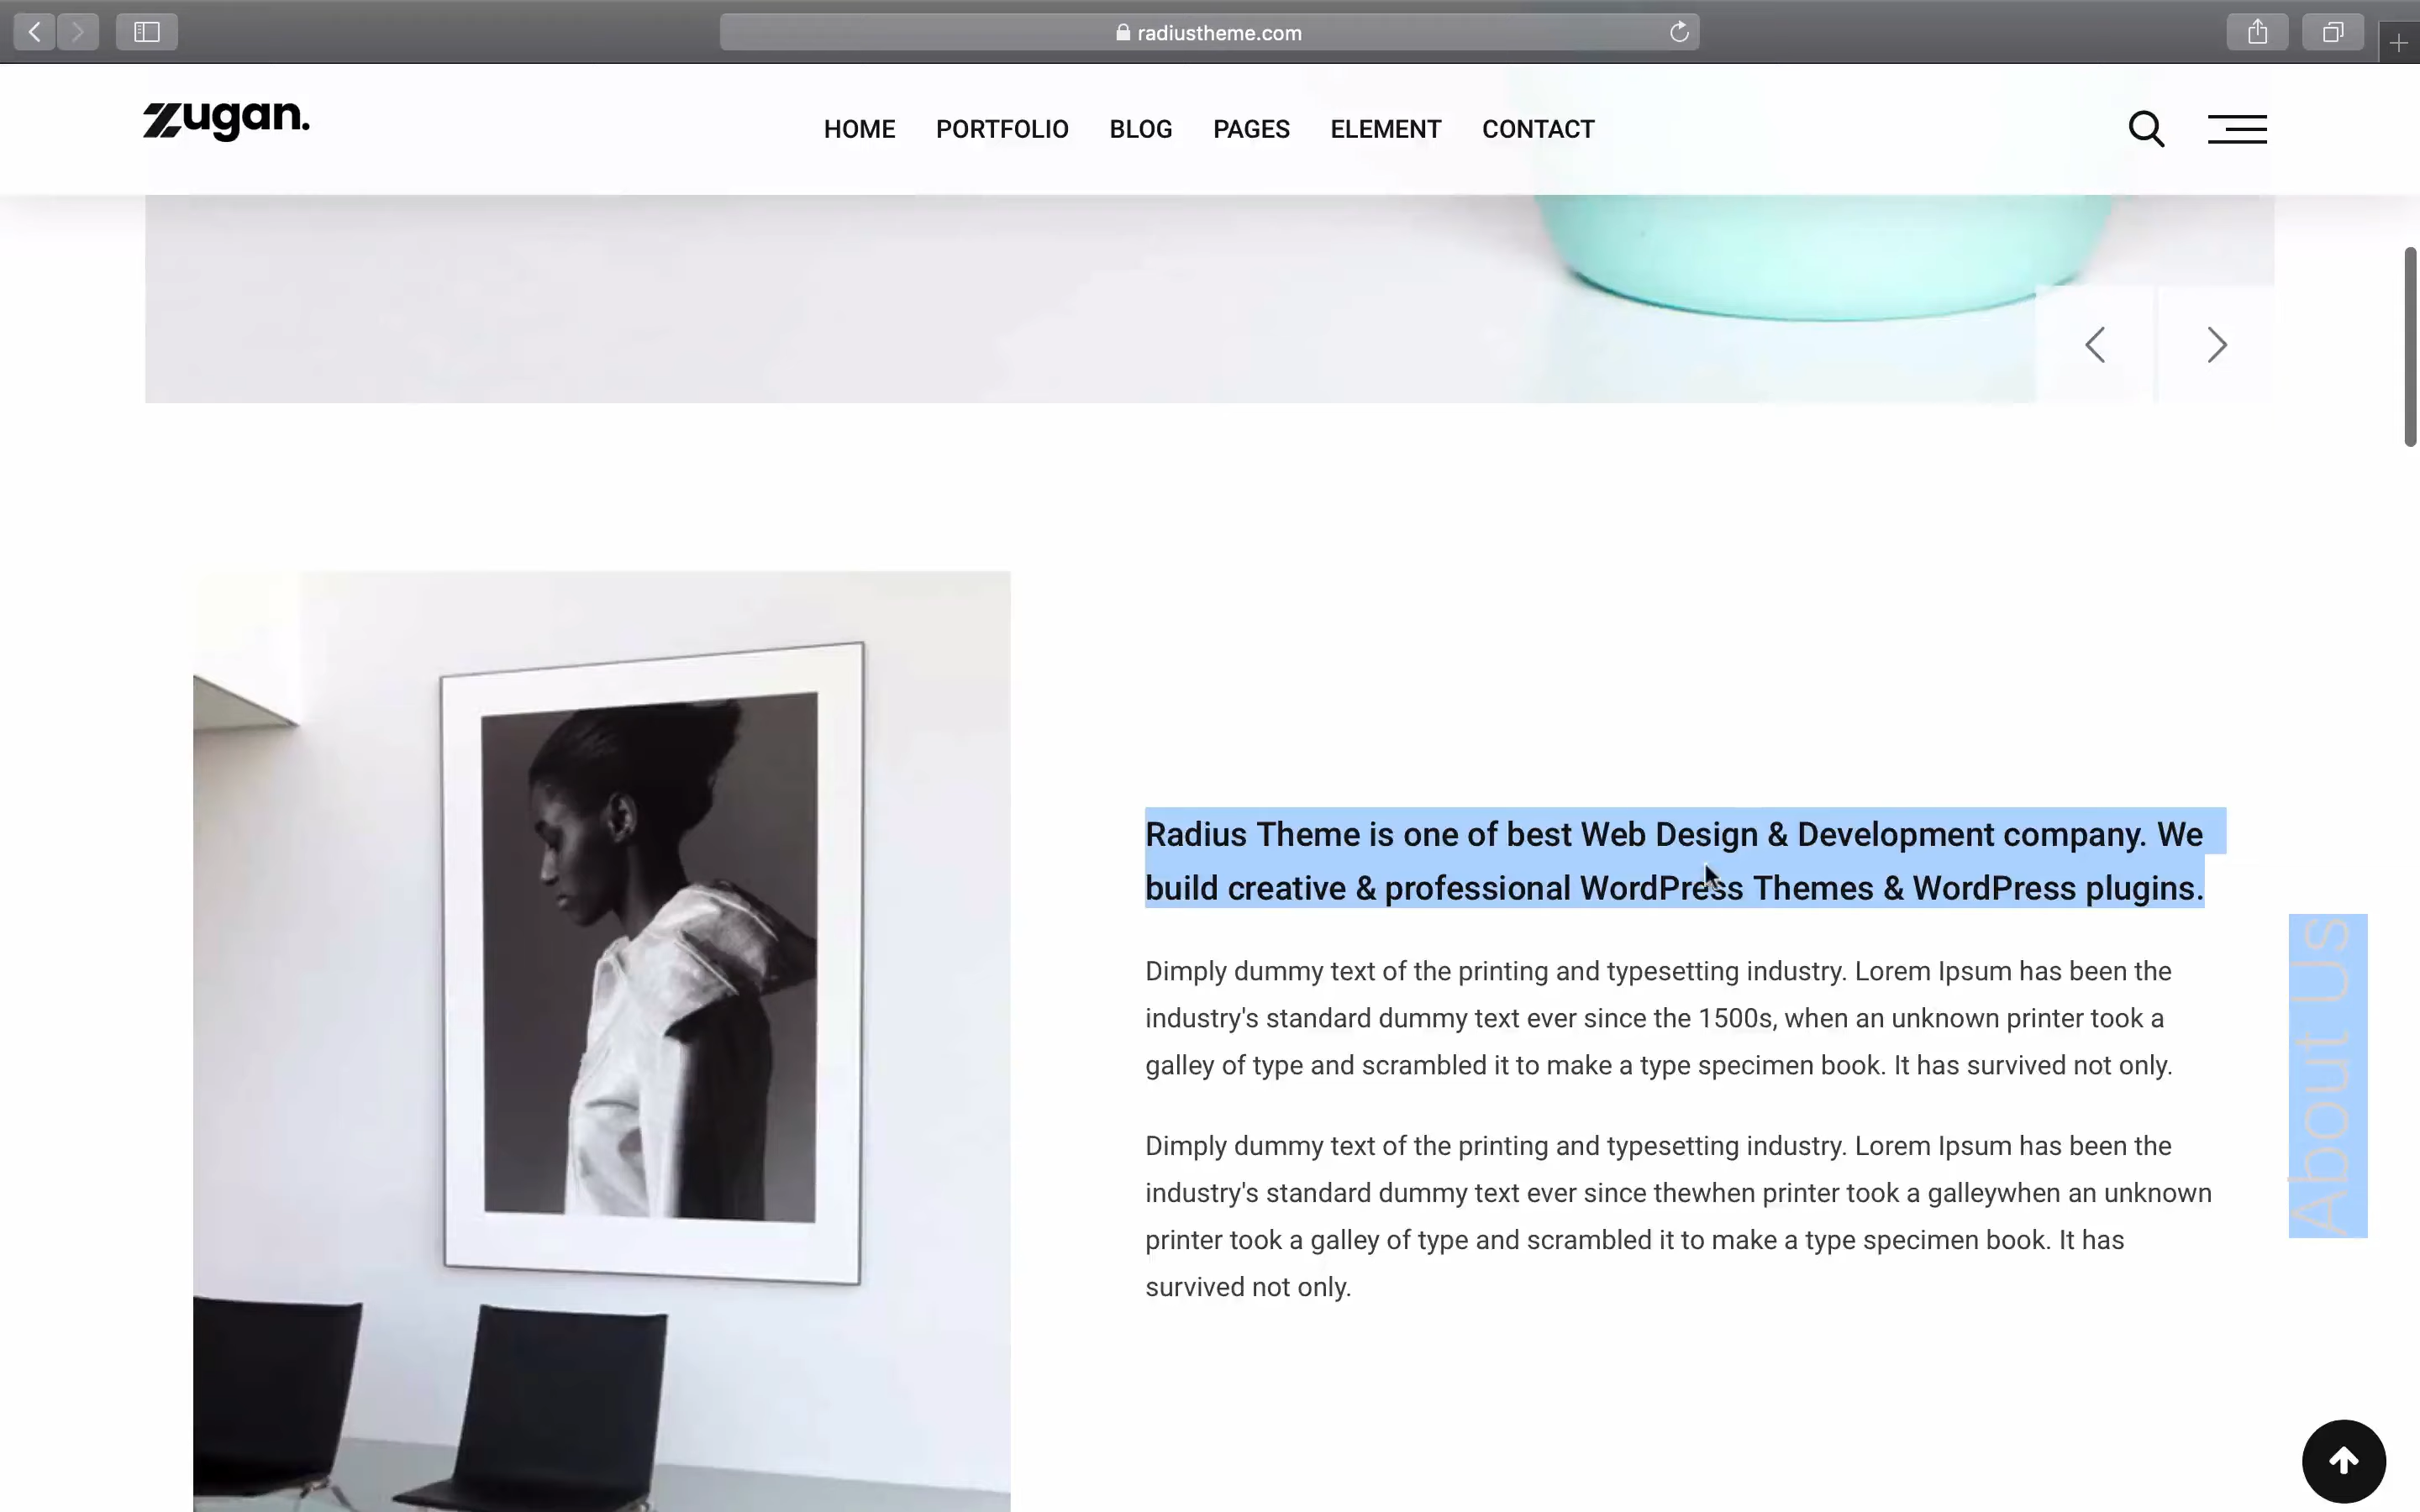 radiustheme.com
Zugan.
HOME PORTFOLIO BLOG PAGES ELEMENT CONTACT
Radius Theme is one of best Web Design & Development company. We
build creative & professional WordPress Themes & WordPress plugins.
Dimply dummy text of the printing and typesetting industry. Lorem Ipsum has been the
industry's standard dummy text ever since the 1500s, when an unknown printer took a
galley of type and scrambled it to make a type specimen book. It has survived not only.
Dimply dummy text of the printing and typesetting industry. Lorem Ipsum has been the
industry's standard dummy text ever since thewhen printer took a galleywhen an unknown
printer took a galley of type and scrambled it to make a type specimen book. It has
survived not only.
About Us